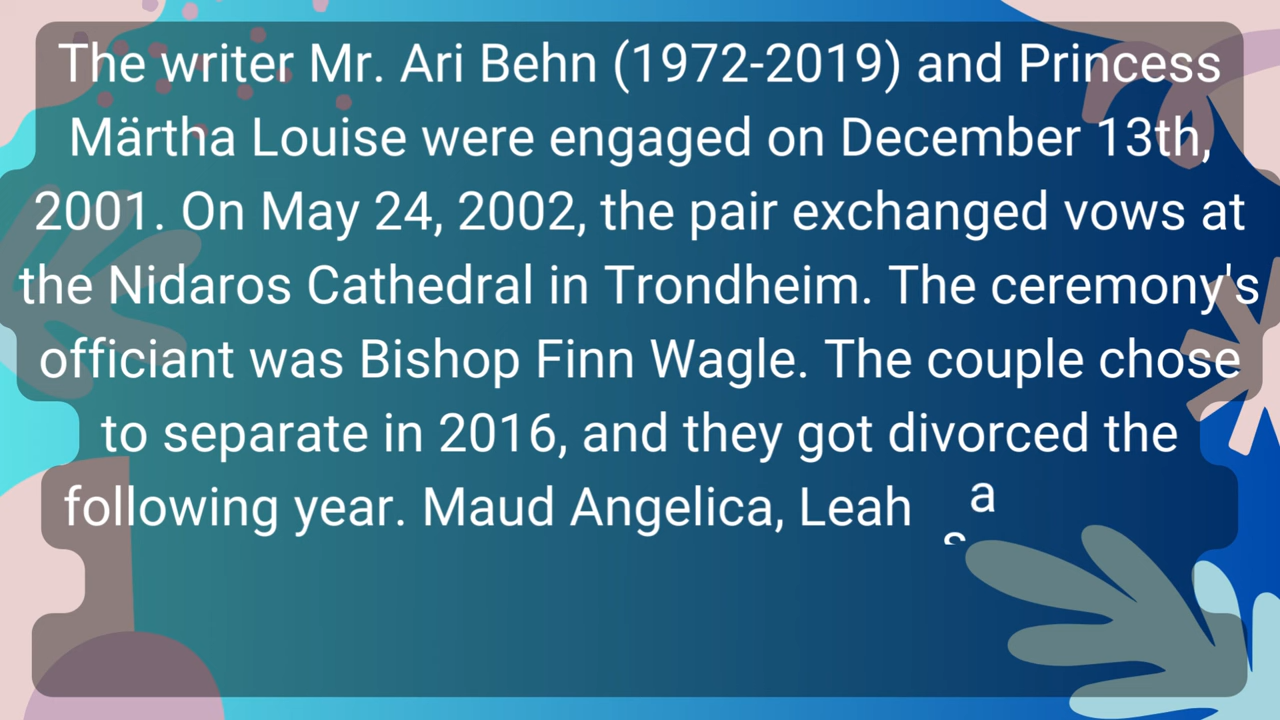 The writer Mr. Ari Behn (1972-2019) and Princess
Märtha Louise were engaged on December 13th,
2001. On May 24, 2002, the pair exchanged vows at
the Nidaros Cathedral in Trondheim. The ceremony's
officiant was Bishop Finn Wagle. The couple chose
to separate in 2016, and they got divorced the
following year. Maud Angelica, Leah